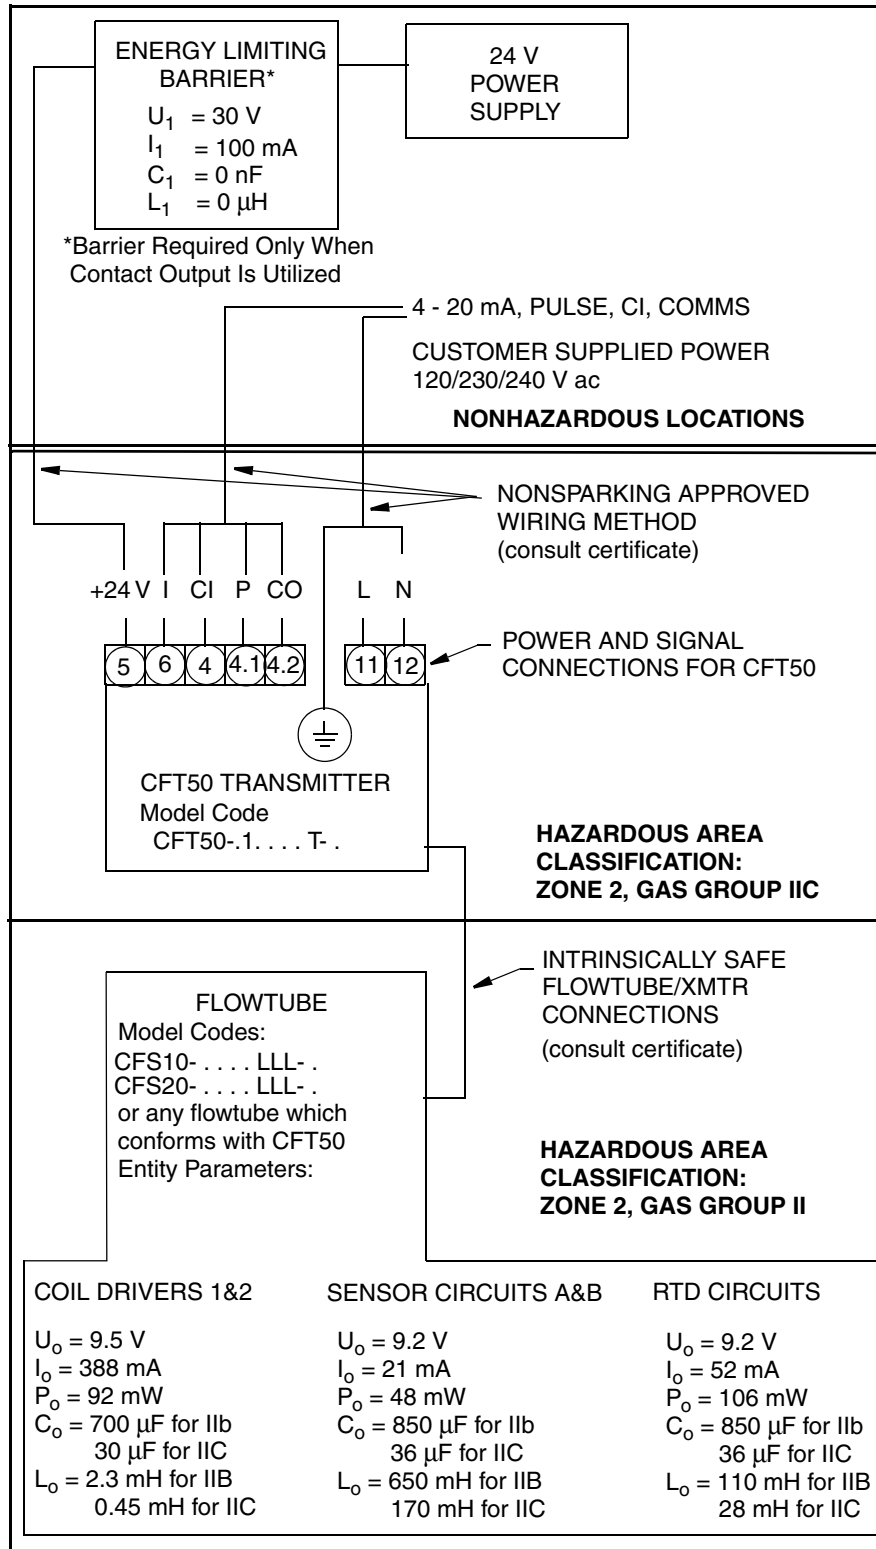 ENERGY LIMITING
BARRIER*
U1 = 30 V
I1 = 100 mA
C1 = 0 nF
L1 = 0 μH
24 V
POWER
SUPPLY
*Barrier Required Only When
Contact Output Is Utilized
4 - 20 mA, PULSE, CI, COMMS
CUSTOMER SUPPLIED POWER
120/230/240 V ac
NONHAZARDOUS LOCATIONS
NONSPARKING APPROVED
WIRING METHOD
(consult certificate)
+24 V I CI P CO L N
5 6 4 4.1 4.2 11 12
POWER AND SIGNAL
CONNECTIONS FOR CFT50
CFT50 TRANSMITTER
Model Code
CFT50-.1. . . . T- .
HAZARDOUS AREA
CLASSIFICATION:
ZONE 2, GAS GROUP IIC
INTRINSICALLY SAFE
FLOWTUBE/XMTR
CONNECTIONS
(consult certificate)
FLOWTUBE
Model Codes:
CFS10- . . . . LLL- .
CFS20- . . . . LLL- .
or any flowtube which
conforms with CFT50
Entity Parameters:
HAZARDOUS AREA
CLASSIFICATION:
ZONE 2, GAS GROUP II
COIL DRIVERS 1&2
Uo = 9.5 V
Io = 388 mA
Po = 92 mW
Co = 700 μF for IIb
30 μF for IIC
Lo = 2.3 mH for IIB
0.45 mH for IIC
SENSOR CIRCUITS A&B
Uo = 9.2 V
Io = 21 mA
Po = 48 mW
Co = 850 μF for IIb
36 μF for IIC
Lo = 650 mH for IIB
170 mH for IIC
RTD CIRCUITS
Uo = 9.2 V
Io = 52 mA
Po = 106 mW
Co = 850 μF for IIb
36 μF for IIC
Lo = 110 mH for IIB
28 mH for IIC